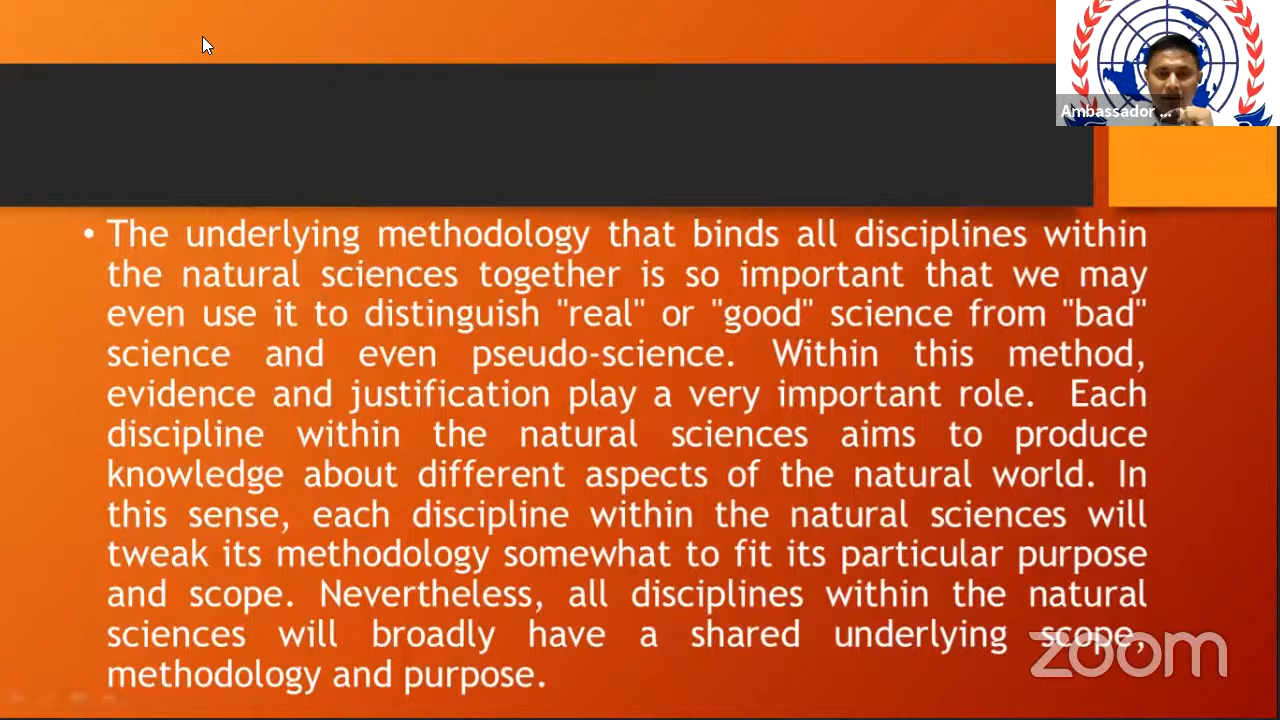 Ambassador ...
• The underlying methodology that binds all disciplines within
the natural sciences together is so important that we may
even use it to distinguish "real" or "good" science from "bad"
science and even pseudo-science. Within this method,
evidence and justification play a very important role. Each
discipline within the natural sciences aims to produce
knowledge about different aspects of the natural world. In
this sense, each discipline within the natural sciences will
tweak its methodology somewhat to fit its particular purpose
and scope. Nevertheless, all disciplines within the natural
sciences will broadly have a shared underlying scope,
methodology and purpose.
zoom